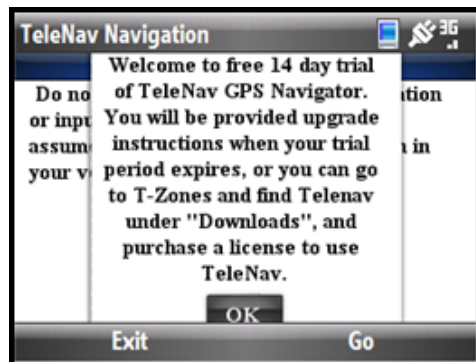 TeleNav Navigation
3G
Welcome to free 14 day trial
of TeleNav GPS Navigator.
You will be provided upgrade
instructions when your trial
period expires, or you can go
to T-Zones and find Telenav
under "Downloads", and
purchase a license to use
TeleNav.
OK
Do no
or inpu
assum
your v
in
Exit
Go